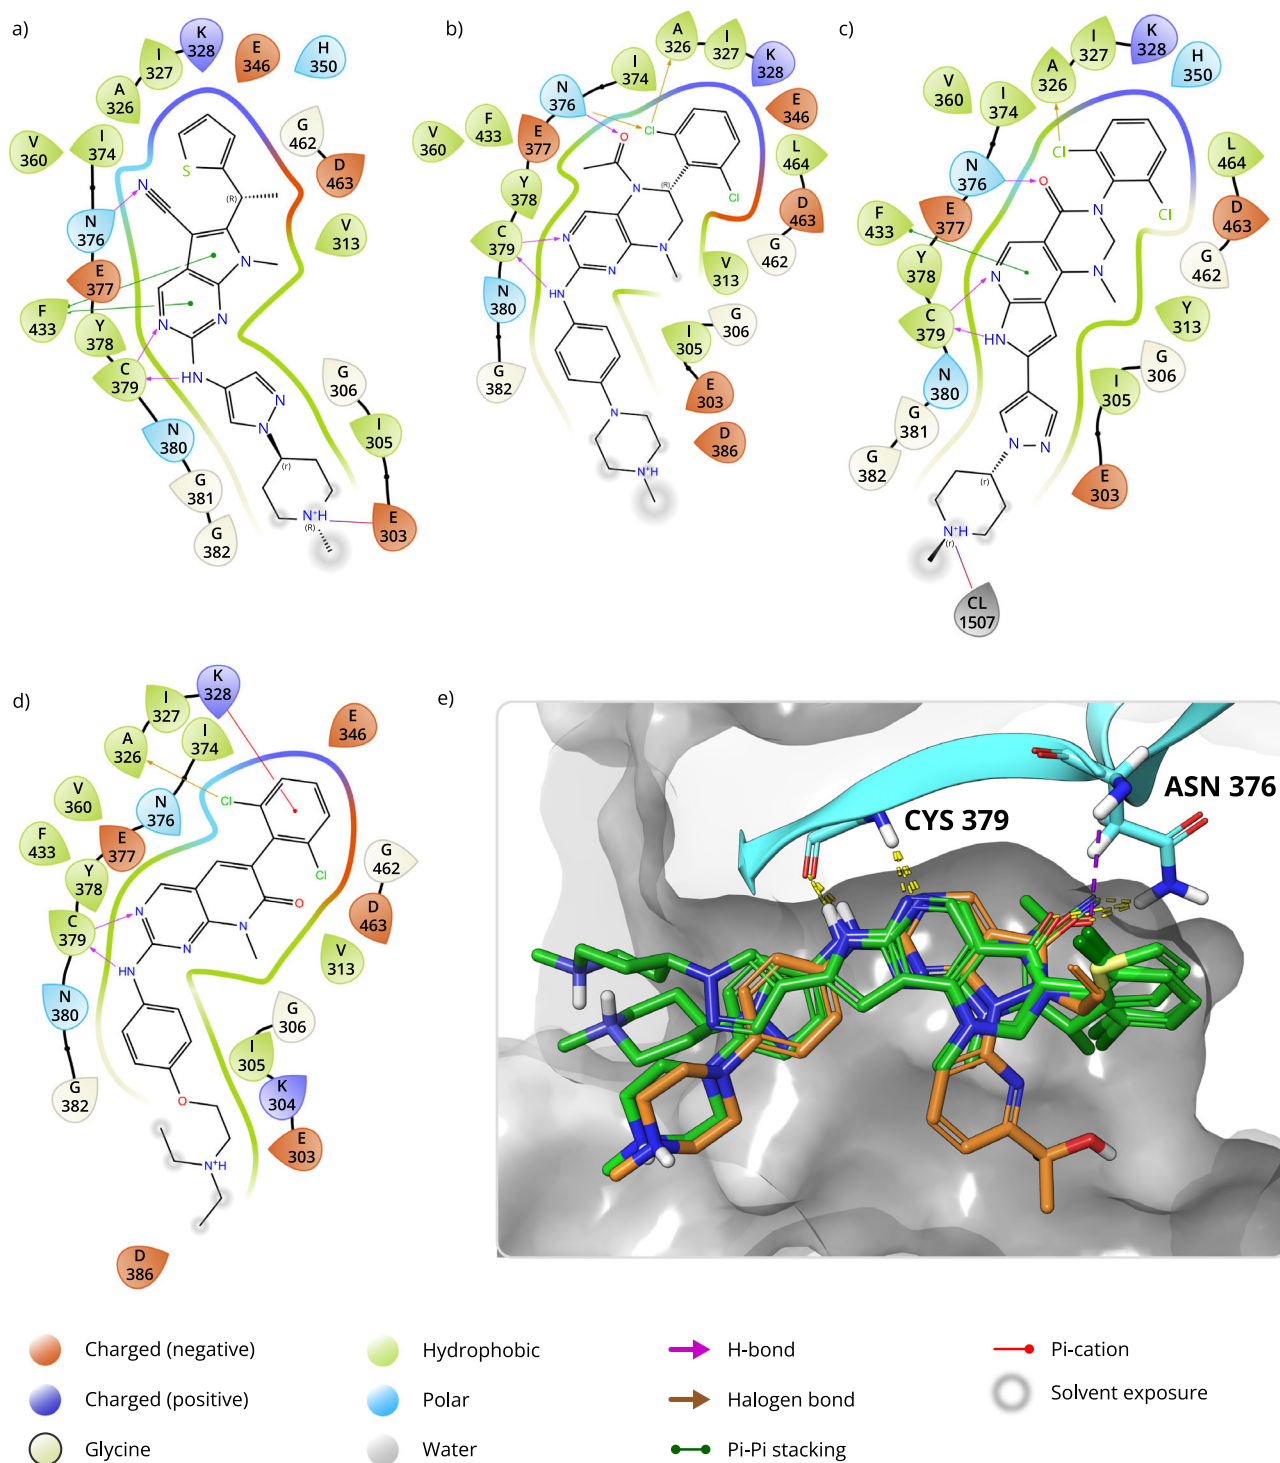 a)
K
328
I
327
E
346
H
350
A
326
V
360
I
374
G
462
D
463
S
N
(R)
N
376
V
313
E
377
N
F
433
Y
378
N
N
C
379
HN
G
306
N
N
380
N
I
305
(r)
G
381
E
303
N+H
(R)
G
382
b)
A
326
I
327
K
328
I
374
N
376
E
346
F
433
E
377
V
360
O
Cl
L
464
(R)
N
Y
378
Cl
D
463
C
379
N
N
G
462
N
V
313
HN
N
380
G
306
I
305
G
382
E
303
N
D
386
N+H
c)
I
327
K
328
A
326
H
350
V
360
I
374
Cl
L
464
N
376
O
N
Cl
E
377
D
463
F
433
G
462
Y
378
N
N
Y
313
C
379
HN
G
306
N
380
I
305
G
381
N
N
G
382
(r)
E
303
N+H
(r)
CL
1507
d)
K
328
I
327
E
346
A
326
I
374
V
360
Cl
N
376
F
433
E
377
G
462
Cl
Y
378
O
D
463
N
C
379
N
N
V
313
HN
N
380
G
306
I
305
G
382
K
304
O
E
303
N+H
D
386
e)
ASN 376
CYS 379
Charged (negative)
Hydrophobic
H-bond
Pi-cation
Charged (positive)
Polar
Halogen bond
Solvent exposure
Glycine
Water
Pi-Pi stacking